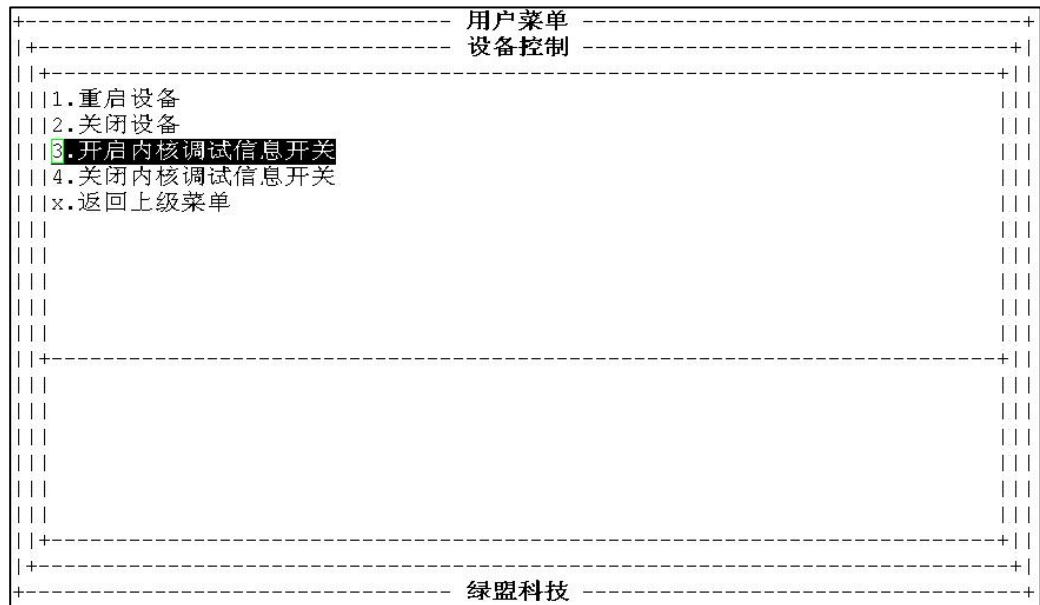 用户菜单
设备控制
1.重启设备
2.关闭设备
3.开启内核调试信息开关
4.关闭内核调试信息开关
x.返回上级菜单
绿盟科技